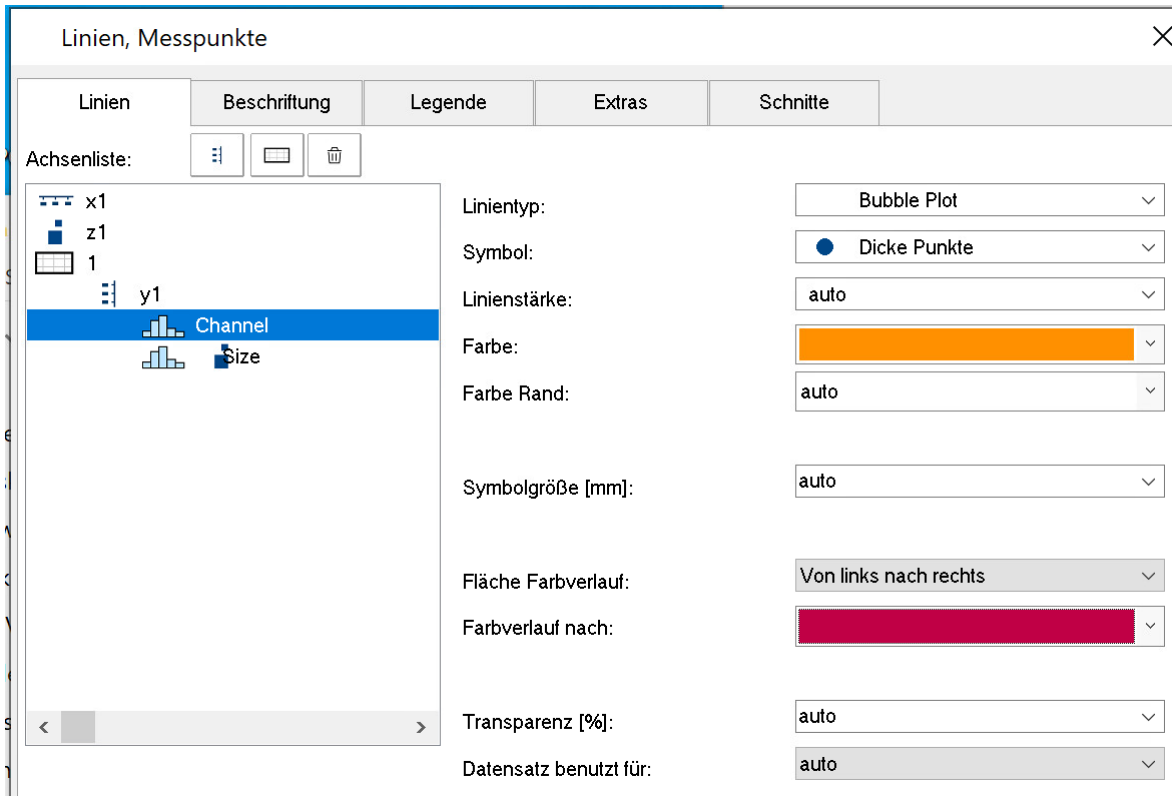 Linien, Messpunkte
Linien Beschriftung Legende Extras Schnitte
Achsenliste:
x1
z1
1
y1
Channel
Size
Linientyp: Bubble Plot
Symbol: Dicke Punkte
Linienstärke: auto
Farbe:
Farbe Rand: auto
Symbolgröße [mm]: auto
Fläche Farbverlauf: Von links nach rechts
Farbverlauf nach:
Transparenz [%]: auto
Datensatz benutzt für: auto